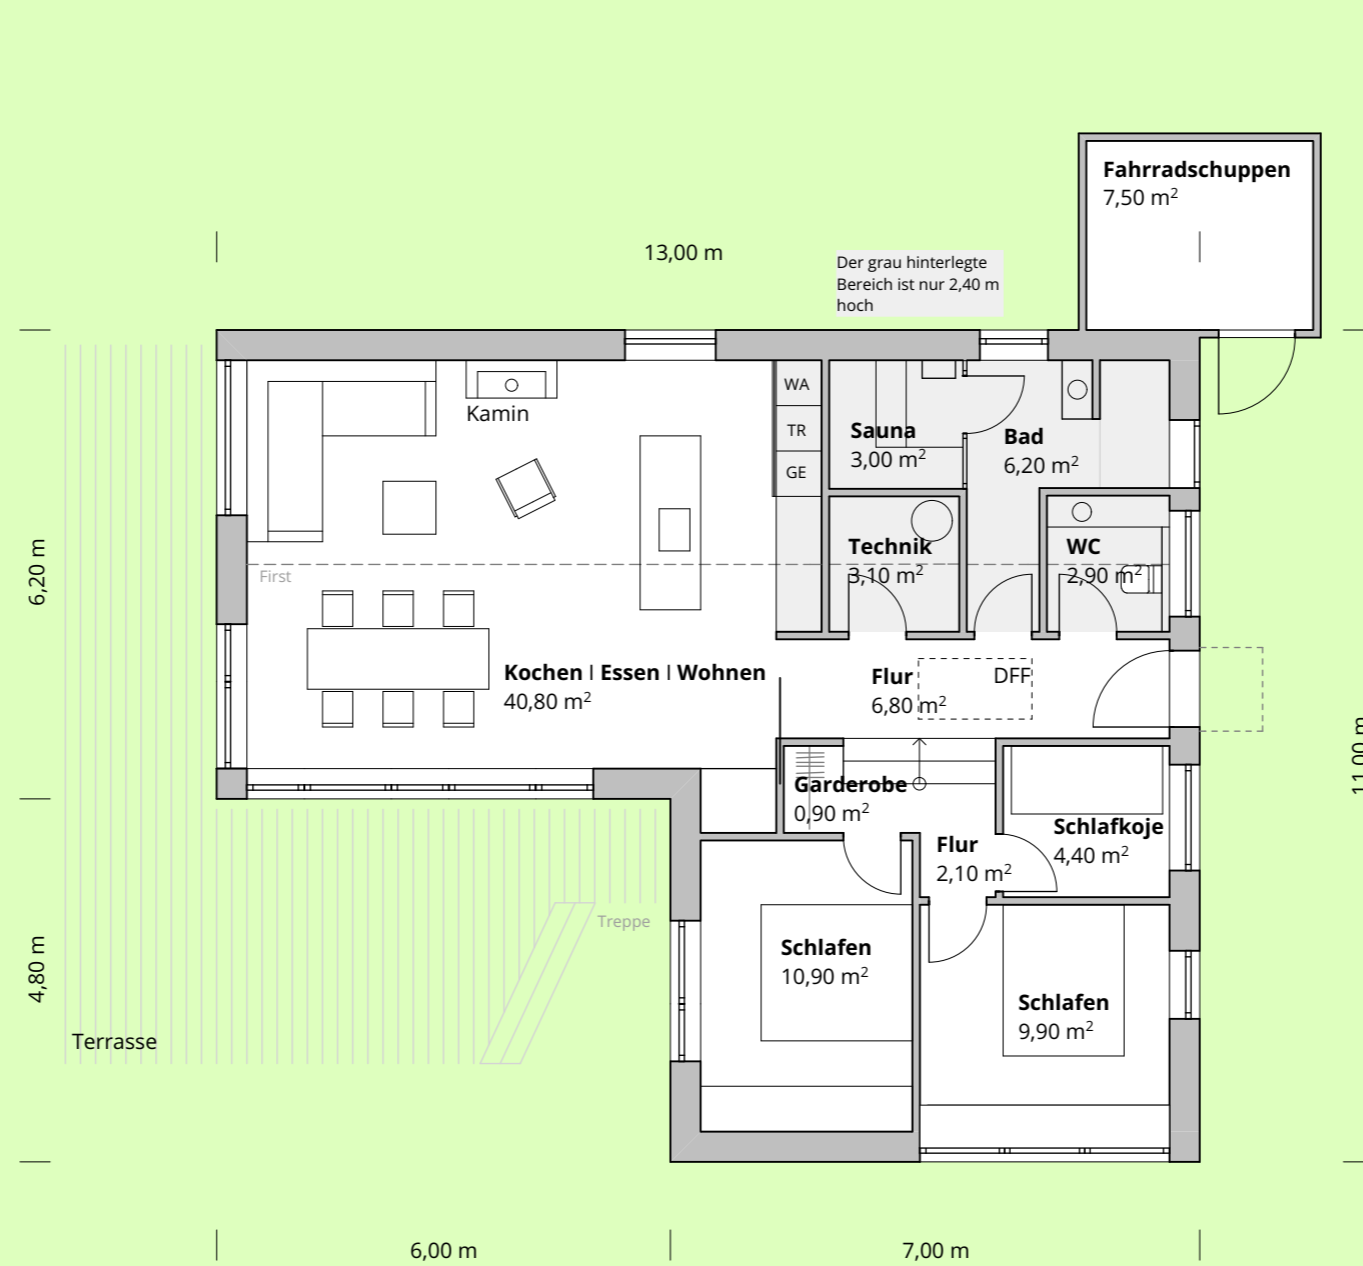 Fahrradschuppen
7,50 m²
13,00 m
Der grau hinterlegte
Bereich ist nur 2,40 m
hoch
WA
TR
GE
Kamin
Sauna
3,00 m²
Bad
6,20 m²
Technik
3,10 m²
WC
2,90 m²
First
6,20 m
Kochen | Essen | Wohnen
40,80 m²
Flur
6,80 m²
DFF
11,00 m
Garderobe
0,90 m²
Schlafkoje
4,40 m²
Flur
2,10 m²
Treppe
Schlafen
10,90 m²
4,80 m
Schlafen
9,90 m²
Terrasse
6,00 m
7,00 m